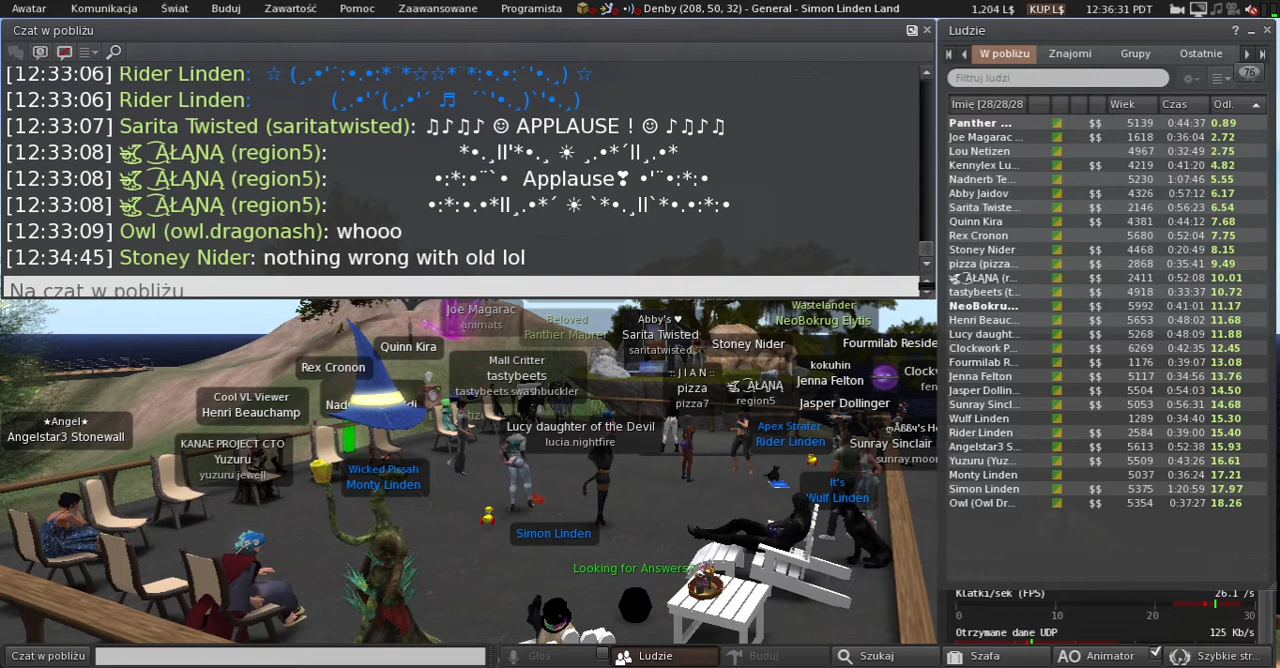 Awatar Komunikacja Świat Buduj Zawartość Pomoc Zaawansowane Programista Denby (208, 50, 32) - General - Simon Linden Land 1,204 L$ KUP L$ 12:36:31 PDT
Czat w pobliżu
[12:33:06] Rider Linden: ☆ (¸.•'´:•.•:*¨*☆☆*¨*:•.•:`'•.¸) ☆
[12:33:06] Rider Linden: (¸.•'´(¸.•'´ ♬ ´`'•.¸)`'•.¸)
[12:33:07] Sarita Twisted (saritatwisted): ♫♪♫♪ ☺ APPLAUSE ! ☺ ♪♫♪♫
[12:33:08] ĄŁĄŅĄ (region5): *•.¸ll'*•.¸ ☀ ¸.•*´ll¸.•*
[12:33:08] ĄŁĄŅĄ (region5): •:*:•¨`• Applause❣ •'¨•:*:•
[12:33:08] ĄŁĄŅĄ (region5): •:*:•.•*ll¸.•*´ ☀ `*•.¸ll`*•.•:*:•
[12:33:09] Owl (owl.dragonash): whooo
[12:34:45] Stoney Nider: nothing wrong with old lol
Na czat w pobliżu
Joe Magarac
animats
Beloved
Panther Maurer
Abby's ♥
Sarita Twisted
saritatwisted
Wastelander
NeoBokrug Elytis
Quinn Kira
Stoney Nider
Fourmilab Reside
Rex Cronon
Mall Critter
tastybeets
tastybeets.swashbuckler
:: J I A N ::
pizza
pizza7
ĄŁĄŅĄ
region5
kokuhin
Jenna Felton
Clock
fen
Cool VL Viewer
Henri Beauchamp
Jasper Dollinger
★Angel★
Angelstar3 Stonewall
Lucy daughter of the Devil
lucia.nightfire
Apex Strafer
Rider Linden
Sunray Sinclair
sunray.moon
KANAE PROJECT CTO
Yuzuru
yuzuru.jewell
Wicked Pissah
Monty Linden
It's
Wulf Linden
Simon Linden
Looking for Answers
Ludzie
W pobliżu Znajomi Grupy Ostatnie
Filtruj ludzi 76
Imię [28/28/28 Wiek Czas Odl.
Panther ... $$ 5139 0:44:37 0.89
Joe Magarac ... $$ 1618 0:36:04 2.72
Lou Netizen 4967 0:32:49 2.75
Kennylex Lu... $$ 4219 0:41:20 4.82
Nadnerb Te... 5230 1:07:46 5.55
Abby Jaidov $$ 4326 0:57:12 6.17
Sarita Twiste... $$ 2146 0:56:23 6.54
Quinn Kira $$ 4381 0:44:12 7.68
Rex Cronon 5680 0:52:04 7.75
Stoney Nider $$ 4468 0:20:49 8.15
pizza (pizza... $$ 2868 0:35:41 9.49
ĄŁĄŅĄ (r... $$ 2411 0:52:08 10.01
tastybeets (t... $$ 4918 0:33:37 10.72
NeoBokru... $$ 5992 0:41:01 11.17
Henri Beauc... $$ 5653 0:48:02 11.68
Lucy daught... $$ 5268 0:48:09 11.88
Clockwork P... $$ 6269 0:42:35 12.45
Fourmilab R... $$ 1176 0:39:07 13.08
Jenna Felton $$ 5117 0:34:56 13.76
Jasper Dollin... $$ 5504 0:54:03 14.50
Sunray Sincl... $$ 5053 0:56:31 14.68
Wulf Linden 1289 0:34:40 15.30
Rider Linden $$ 2584 0:39:00 15.40
Angelstar3 S... $$ 5613 0:52:38 15.93
Yuzuru (Yuz... $$ 5509 0:43:26 16.61
Monty Linden 5037 0:36:24 17.21
Simon Linden $$ 5375 1:20:59 17.97
Owl (Owl Dr... $$ 5354 0:37:27 18.26
Klatki/sek (FPS) 26.1 /s
0 10 20 30
Otrzymane dane UDP 125 Kb/s
Czat w pobliżu Głos Ludzie Buduj Szukaj Szafa AO Animator Szybkie str...